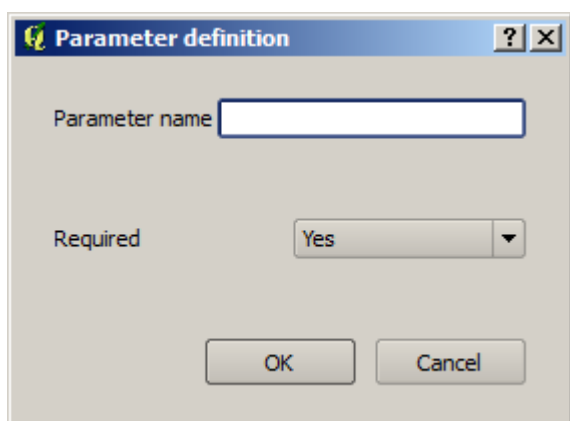 Parameter definition
Parameter name
Required Yes
OK Cancel